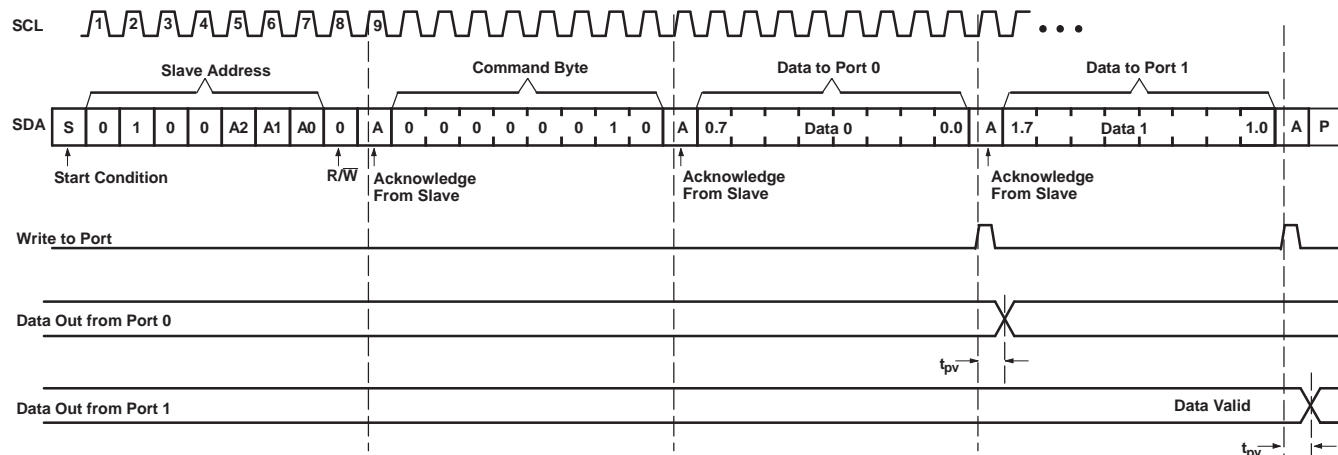 SCL 1 2 3 4 5 6 7 8 9 • • •
Slave Address Command Byte Data to Port 0 Data to Port 1
SDA S 0 1 0 0 A2 A1 A0 0 A 0 0 0 0 0 0 1 0 A 0.7 Data 0 0.0 A 1.7 Data 1 1.0 A P
Start Condition R/W̅ Acknowledge From Slave Acknowledge From Slave Acknowledge From Slave
Write to Port
Data Out from Port 0
tpv
Data Out from Port 1 Data Valid
tpv